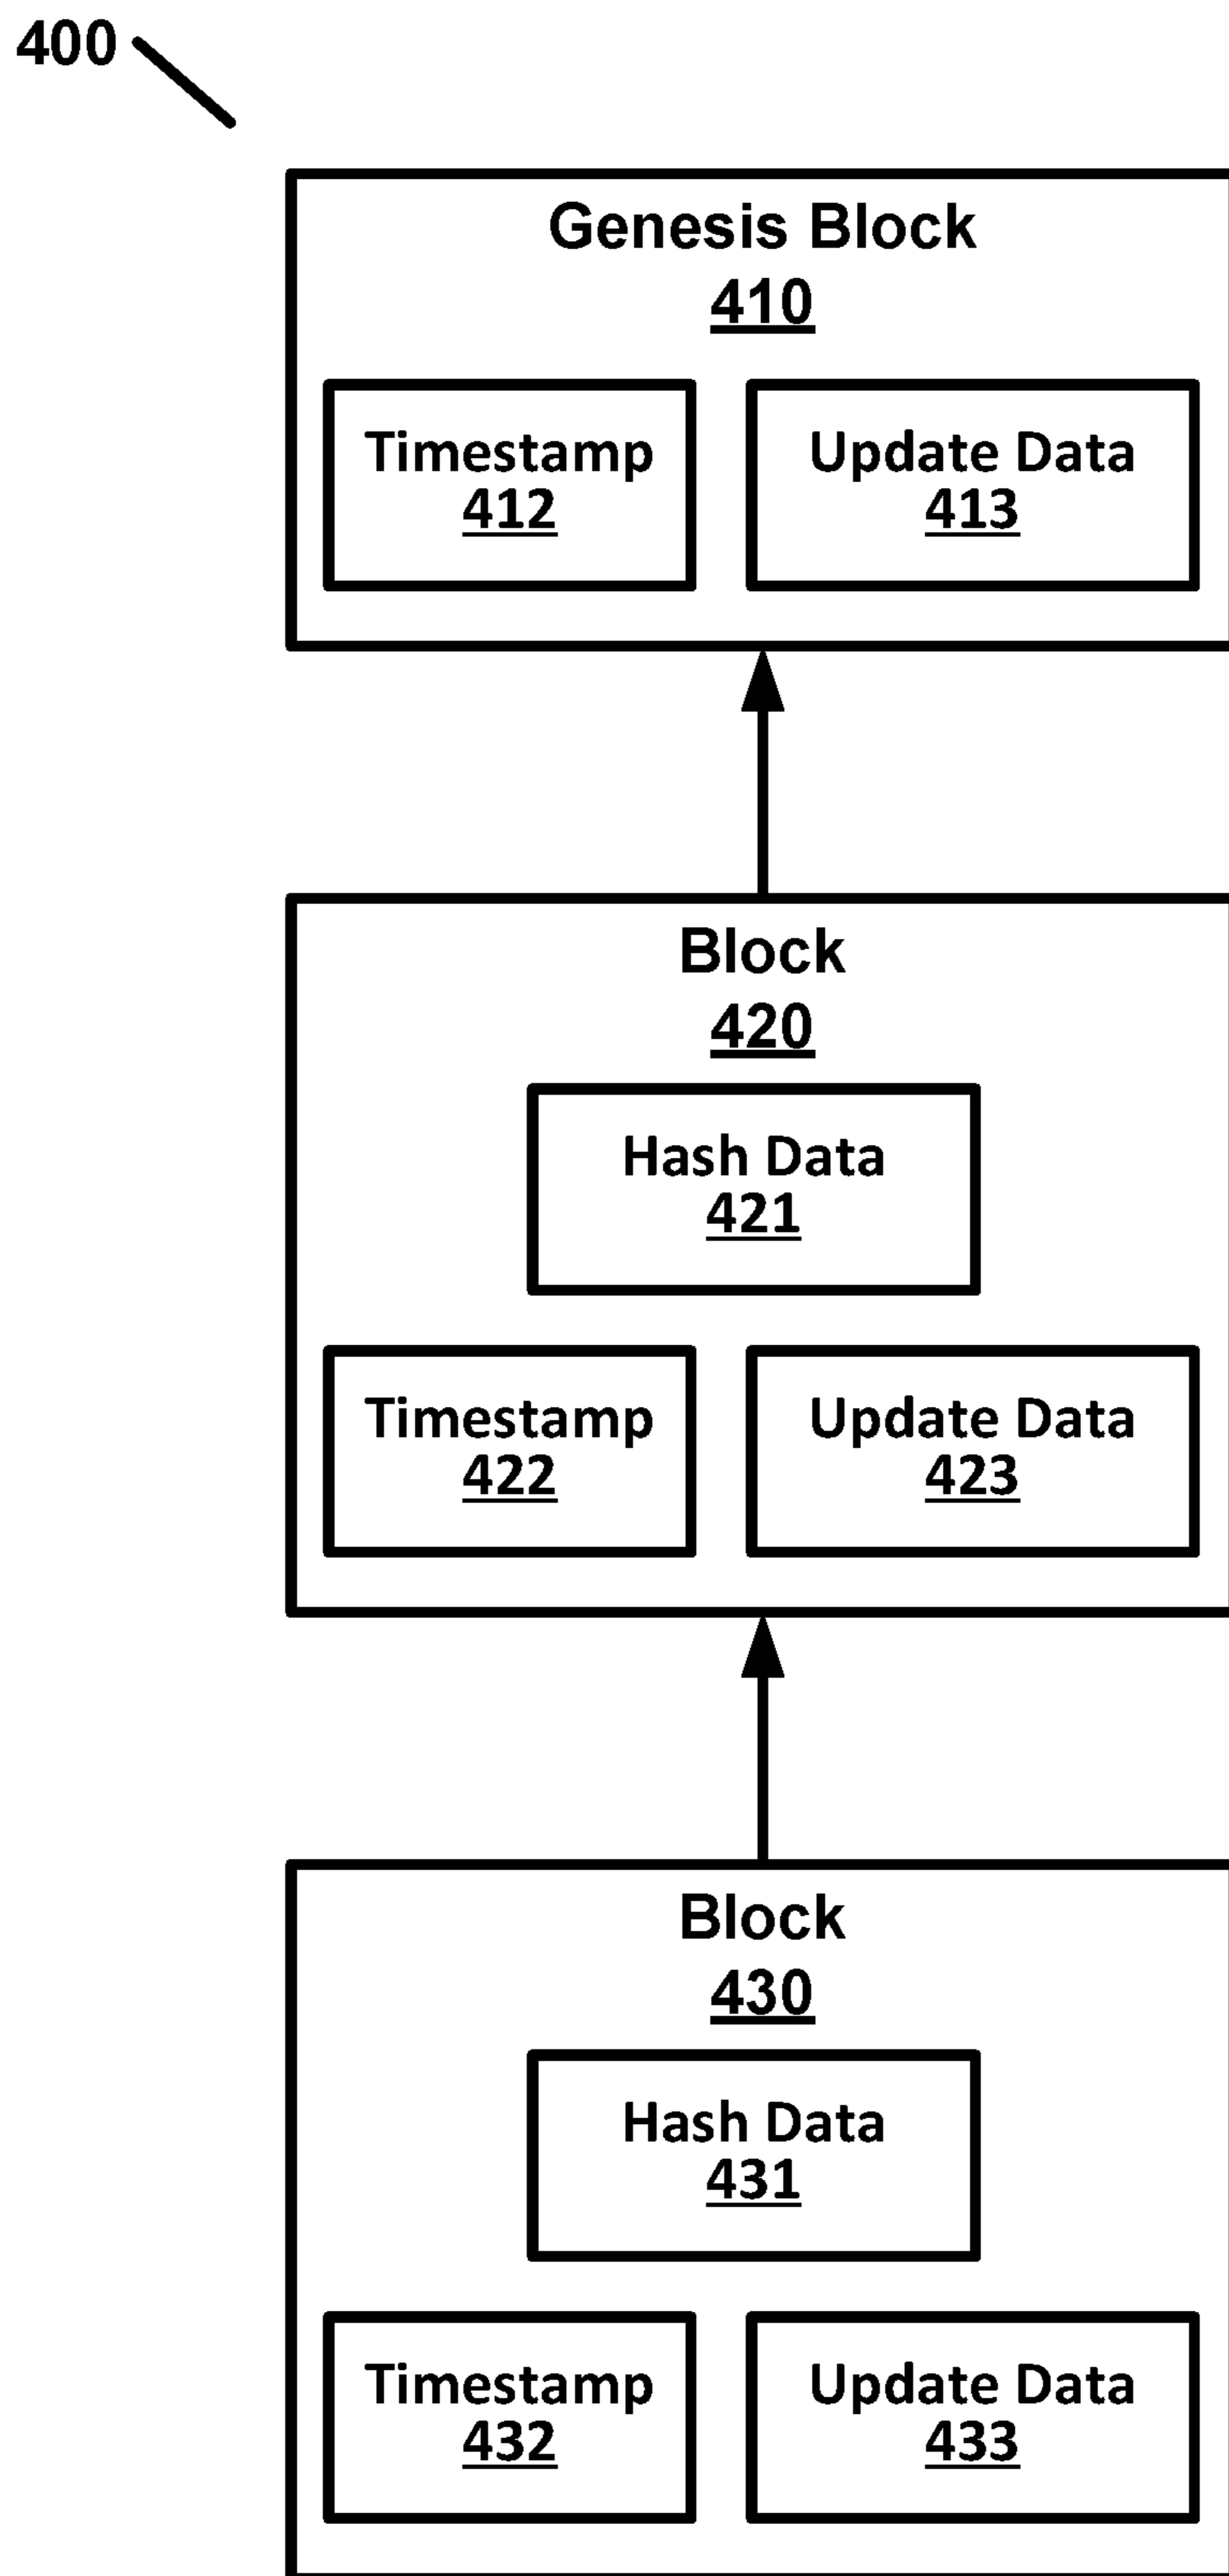 400
Genesis Block
410
Timestamp
412
Update Data
413
Block
420
Hash Data
421
Timestamp
422
Update Data
423
Block
430
Hash Data
431
Timestamp
432
Update Data
433